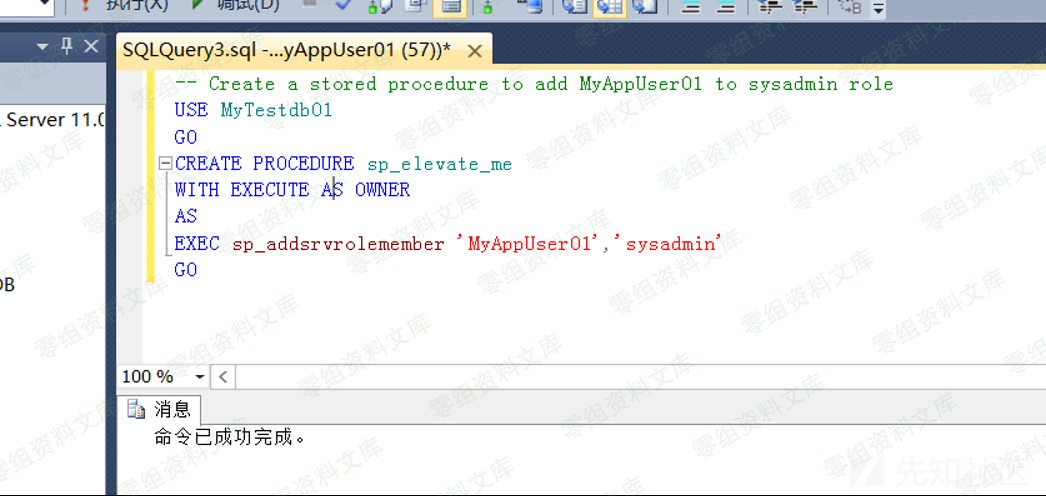 执行(X) 调试(D)
SQLQuery3.sql -...yAppUser01 (57))*
-- Create a stored procedure to add MyAppUser01 to sysadmin role
Server 11.0
USE MyTestdb01
GO
CREATE PROCEDURE sp_elevate_me
WITH EXECUTE AS OWNER
AS
EXEC sp_addsrvrolemember 'MyAppUser01','sysadmin'
GO
DB
100 %
消息
命令已成功完成。
零组资料文库
先知社区